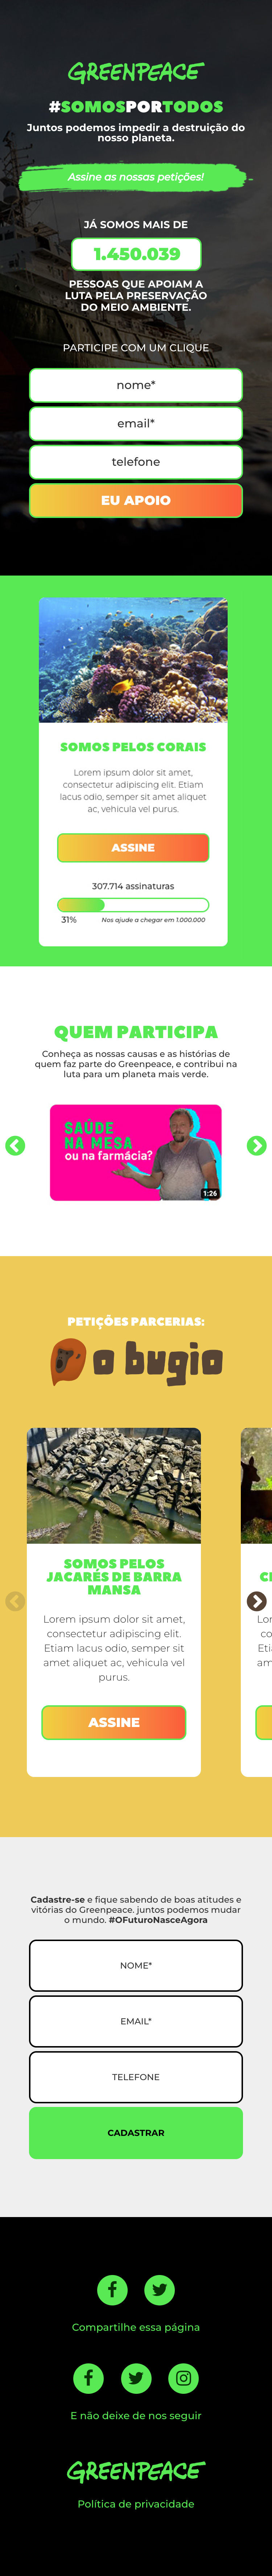 GREENPEACE
#SOMOSPORTODOS
Juntos podemos impedir a destruição do
nosso planeta.
Assine as nossas petições!
JÁ SOMOS MAIS DE
1.450.039
PESSOAS QUE APOIAM A
LUTA PELA PRESERVAÇÃO
DO MEIO AMBIENTE.
PARTICIPE COM UM CLIQUE
nome*
email*
telefone
EU APOIO
SOMOS PELOS CORAIS
Lorem ipsum dolor sit amet,
consectetur adipiscing elit. Etiam
lacus odio, semper sit amet aliquet
ac, vehicula vel purus.
ASSINE
307.714 assinaturas
31% Nos ajude a chegar em 1.000.000
QUEM PARTICIPA
Conheça as nossas causas e as histórias de
quem faz parte do Greenpeace, e contribui na
luta para um planeta mais verde.
SAÚDE
NA MESA
ou na farmácia?
1:26
PETIÇÕES PARCERIAS:
o bugio
SOMOS PELOS
JACARÉS DE BARRA
MANSA
Lorem ipsum dolor sit amet,
consectetur adipiscing elit.
Etiam lacus odio, semper sit
amet aliquet ac, vehicula vel
purus.
ASSINE
Cadastre-se e fique sabendo de boas atitudes e
vitórias do Greenpeace. juntos podemos mudar
o mundo. #OFuturoNasceAgora
NOME*
EMAIL*
TELEFONE
CADASTRAR
Compartilhe essa página
E não deixe de nos seguir
GREENPEACE
Política de privacidade